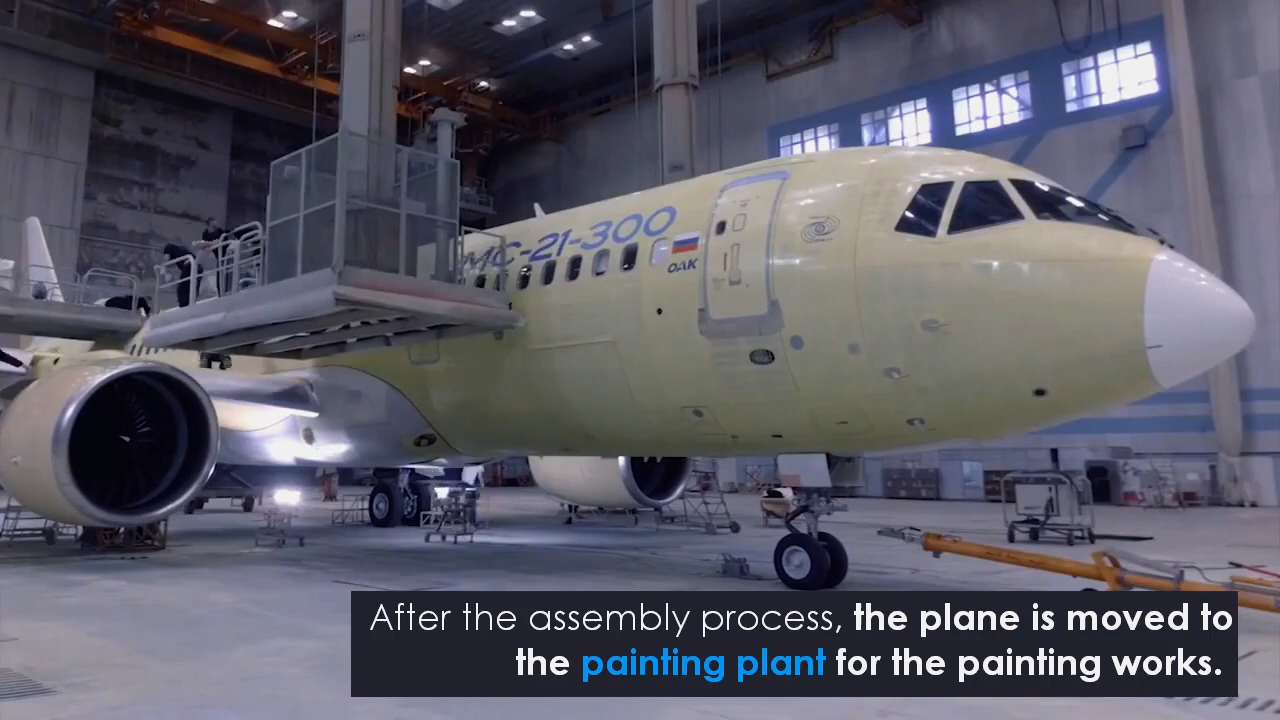 МС-21-300
ОАК
After the assembly process, the plane is moved to
the painting plant for the painting works.